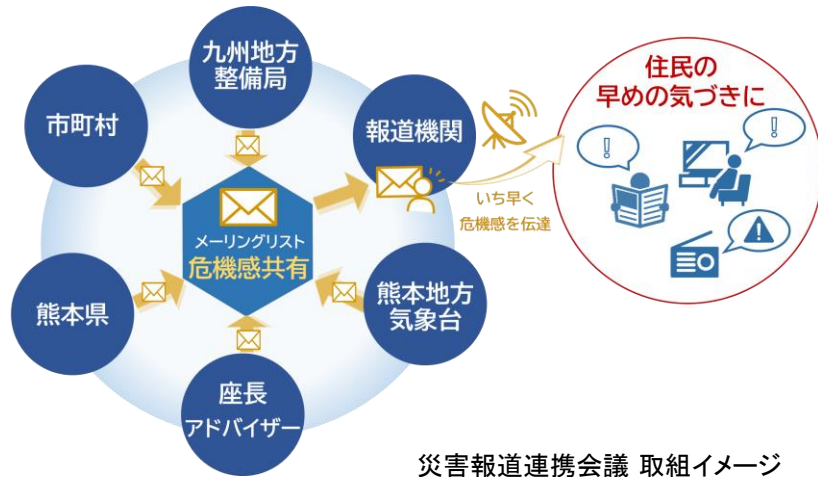 九州地方
整備局
市町村
報道機関
メーリングリスト
危機感共有
熊本県
熊本地方
気象台
座長
アドバイザー
いち早く
危機感を伝達
住民の
早めの気づきに
!
!
!
災害報道連携会議 取組イメージ